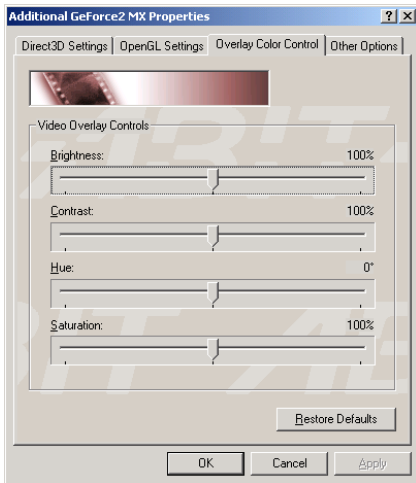 Additional GeForce2 MX Properties
Direct3D Settings OpenGL Settings Overlay Color Control Other Options
Video Overlay Controls
Brightness: 100%
Contrast: 100%
Hue: 0°
Saturation: 100%
Restore Defaults
OK Cancel Apply